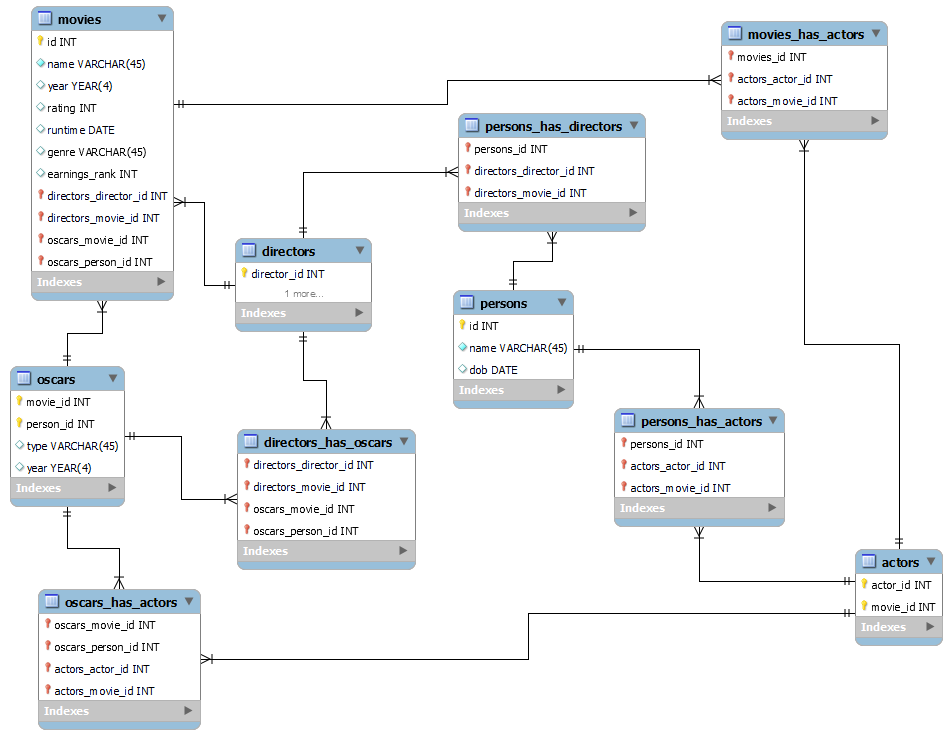 movies
id INT
name VARCHAR(45)
year YEAR(4)
rating INT
runtime DATE
genre VARCHAR(45)
earnings_rank INT
directors_director_id INT
directors_movie_id INT
oscars_movie_id INT
oscars_person_id INT
Indexes
movies_has_actors
movies_id INT
actors_actor_id INT
actors_movie_id INT
Indexes
persons_has_directors
persons_id INT
directors_director_id INT
directors_movie_id INT
Indexes
directors
director_id INT
1 more...
Indexes
persons
id INT
name VARCHAR(45)
dob DATE
Indexes
oscars
movie_id INT
person_id INT
type VARCHAR(45)
year YEAR(4)
Indexes
directors_has_oscars
directors_director_id INT
directors_movie_id INT
oscars_movie_id INT
oscars_person_id INT
Indexes
persons_has_actors
persons_id INT
actors_actor_id INT
actors_movie_id INT
Indexes
actors
actor_id INT
movie_id INT
Indexes
oscars_has_actors
oscars_movie_id INT
oscars_person_id INT
actors_actor_id INT
actors_movie_id INT
Indexes